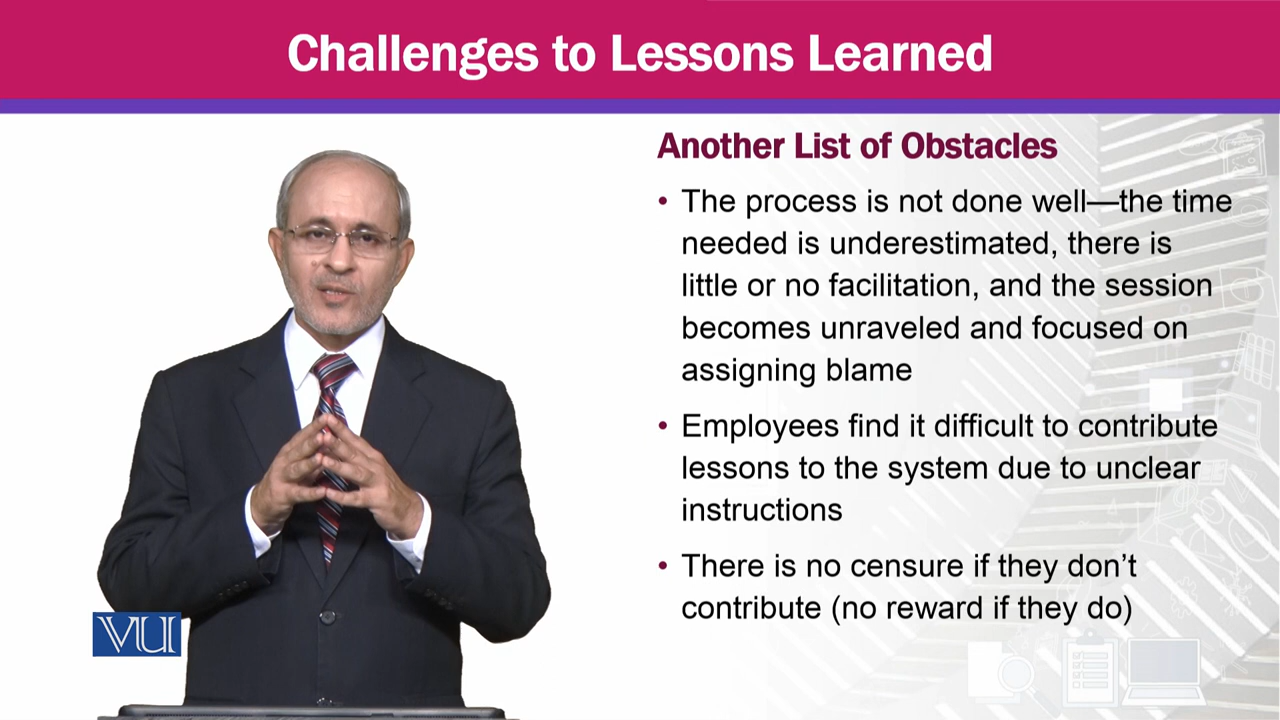 Challenges to Lessons Learned
Another List of Obstacles
• The process is not done well—the time
needed is underestimated, there is
little or no facilitation, and the session
becomes unraveled and focused on
assigning blame
• Employees find it difficult to contribute
lessons to the system due to unclear
instructions
• There is no censure if they don’t
contribute (no reward if they do)
VU